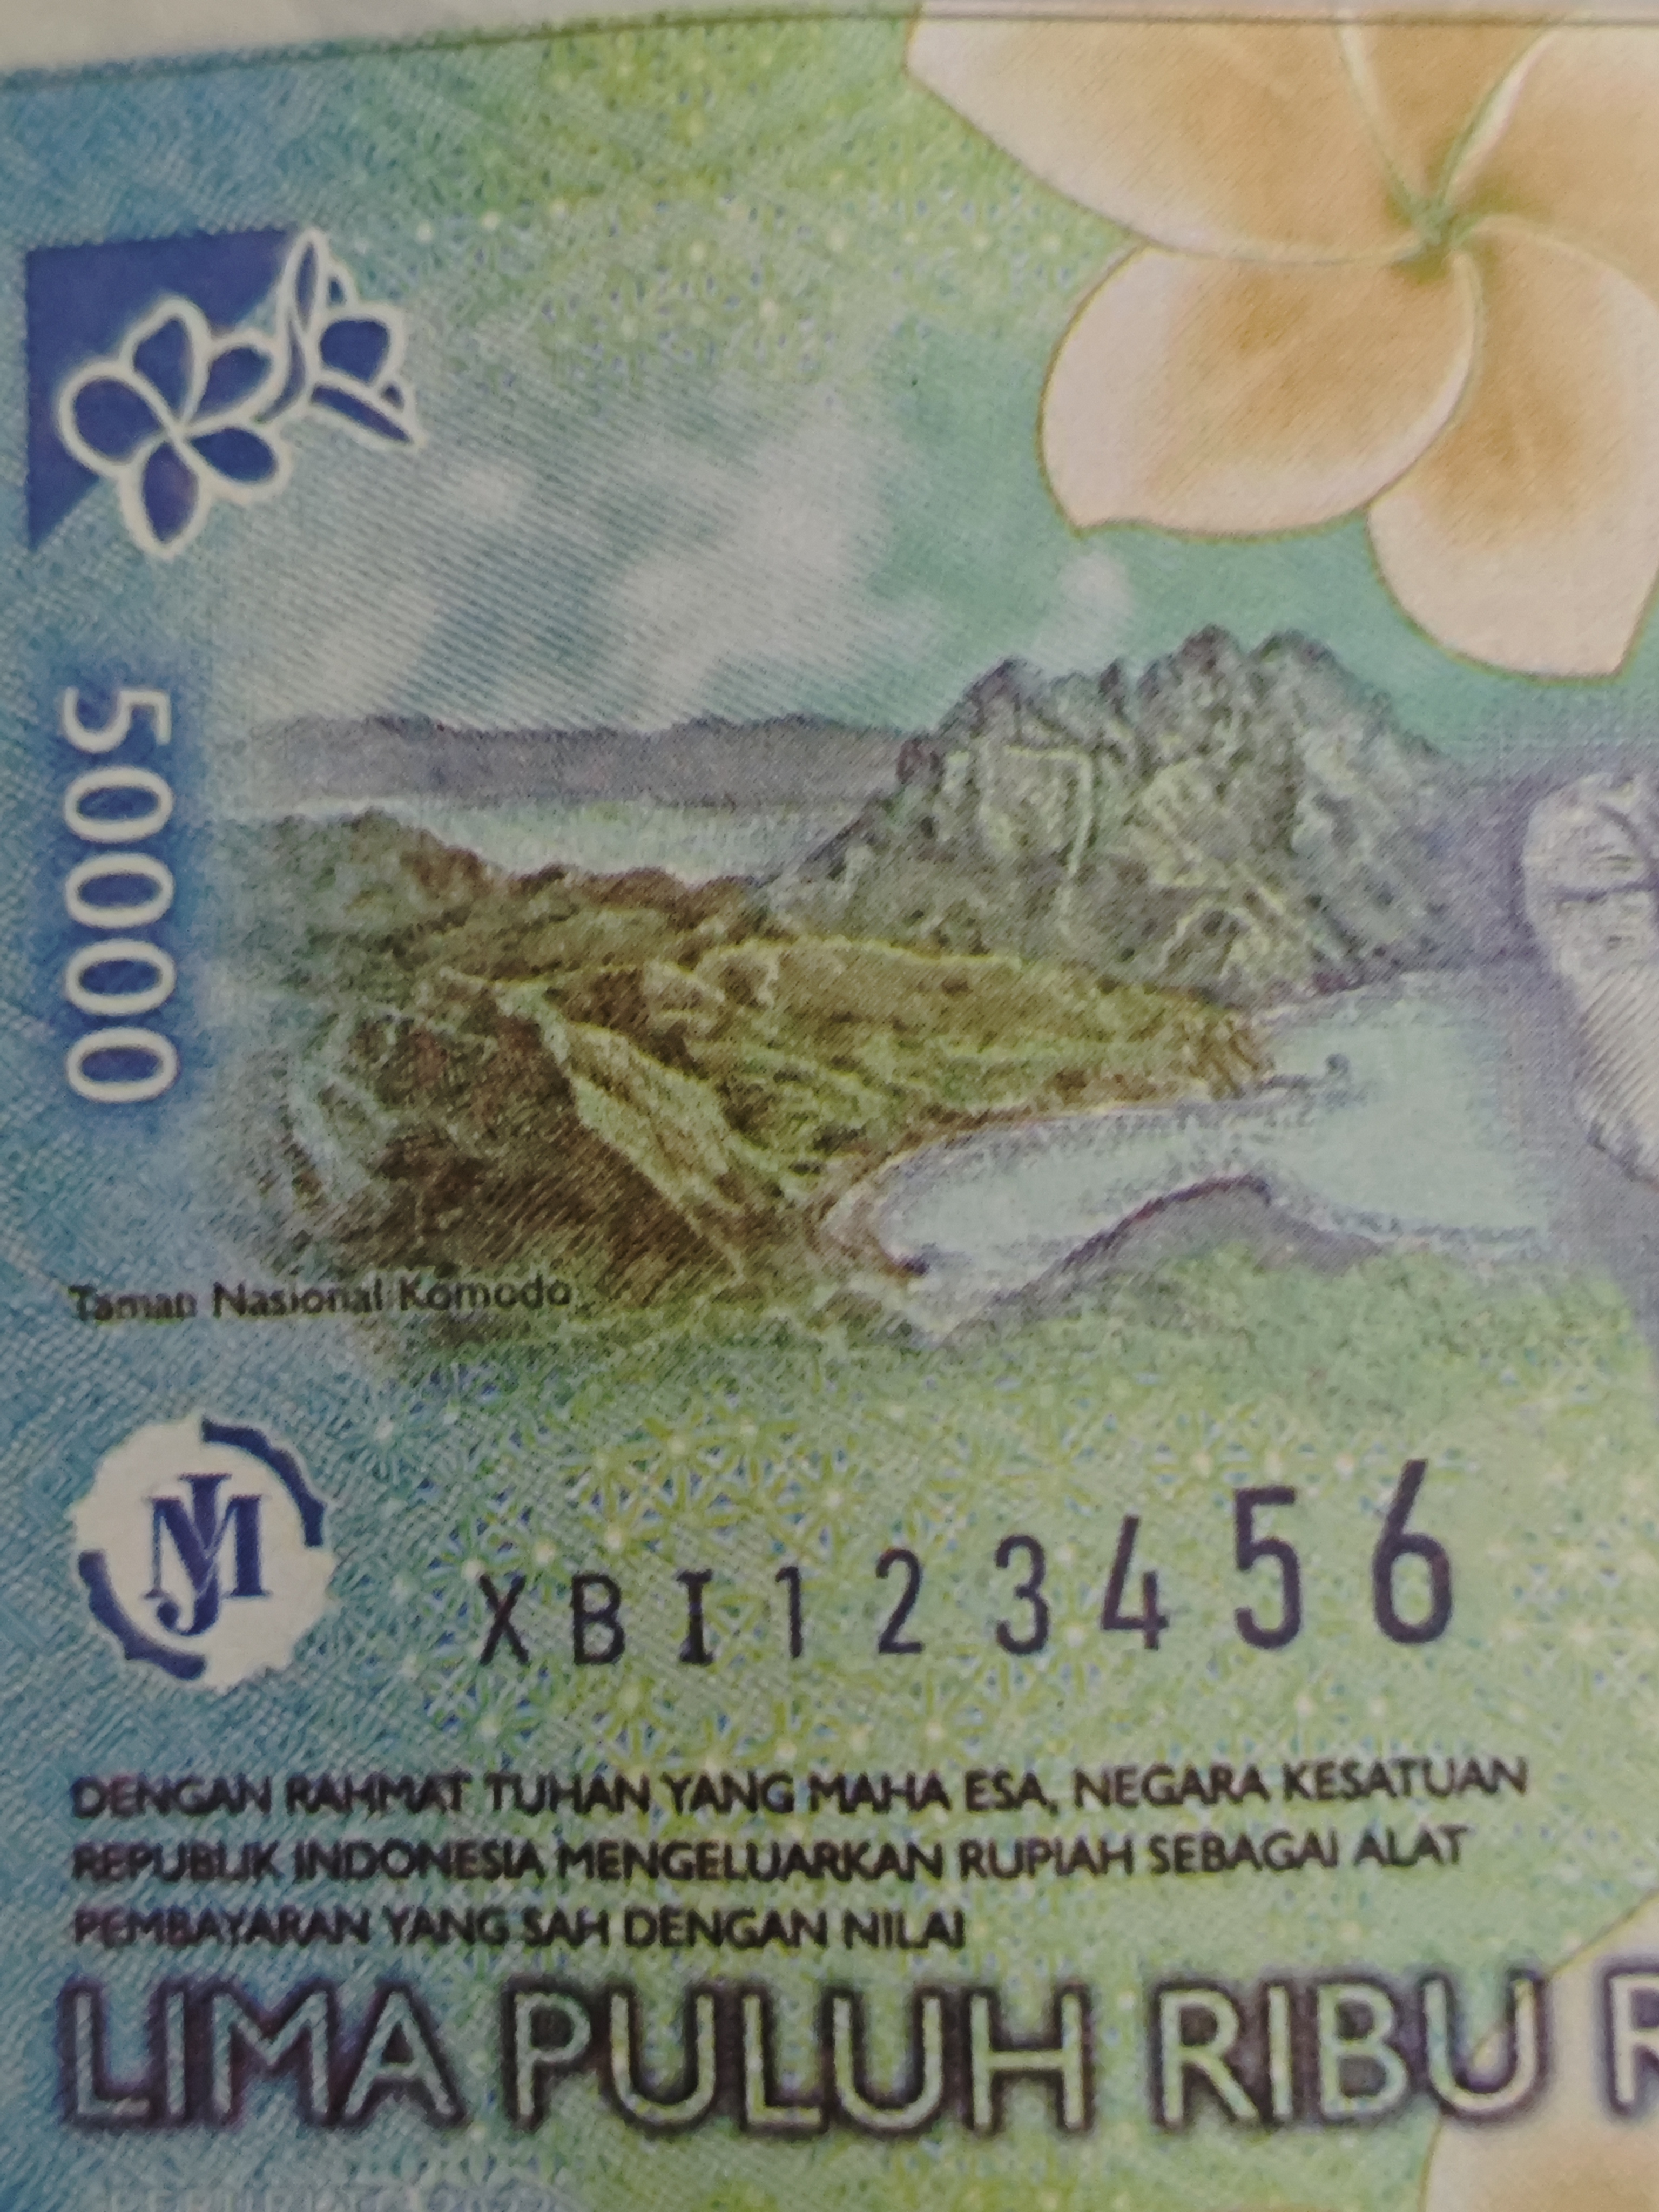 50000
Taman Nasional Komodo
XBI123456
DENGAN RAHMAT TUHAN YANG MAHA ESA, NEGARA KESATUAN
REPUBLIK INDONESIA MENGELUARKAN RUPIAH SEBAGAI ALAT
PEMBAYARAN YANG SAH DENGAN NILAI
LIMA PULUH RIBU R